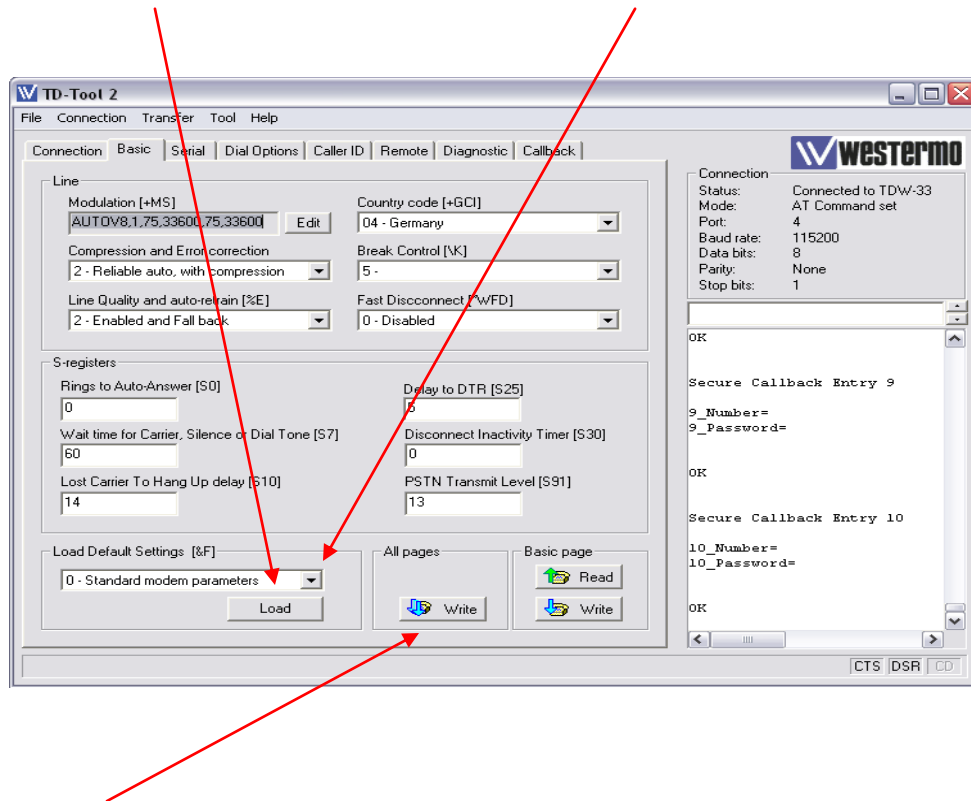 TD-Tool 2
File Connection Transfer Tool Help
Connection Basic Serial Dial Options Caller ID Remote Diagnostic Callback
westermo
Line
Modulation [+MS]
AUTOV8,1,75,33600,75,33600
Edit
Country code [+GCI]
04 - Germany
Compression and Error correction
2 - Reliable auto, with compression
Break Control [\K]
5 -
Line Quality and auto-retrain [%E]
2 - Enabled and Fall back
Fast Discconnect [*WFD]
0 - Disabled
S-registers
Rings to Auto-Answer [S0]
0
Delay to DTR [S25]
5
Wait time for Carrier, Silence or Dial Tone [S7]
60
Disconnect Inactivity Timer [S30]
0
Lost Carrier To Hang Up delay [S10]
14
PSTN Transmit Level [S91]
13
Load Default Settings [&F]
0 - Standard modem parameters
Load
All pages
Write
Basic page
Read
Write
Connection
Status: Connected to TDW-33
Mode: AT Command set
Port: 4
Baud rate: 115200
Data bits: 8
Parity: None
Stop bits: 1
OK
Secure Callback Entry 9
9_Number=
9_Password=
OK
Secure Callback Entry 10
10_Number=
10_Password=
OK
CTS DSR CD